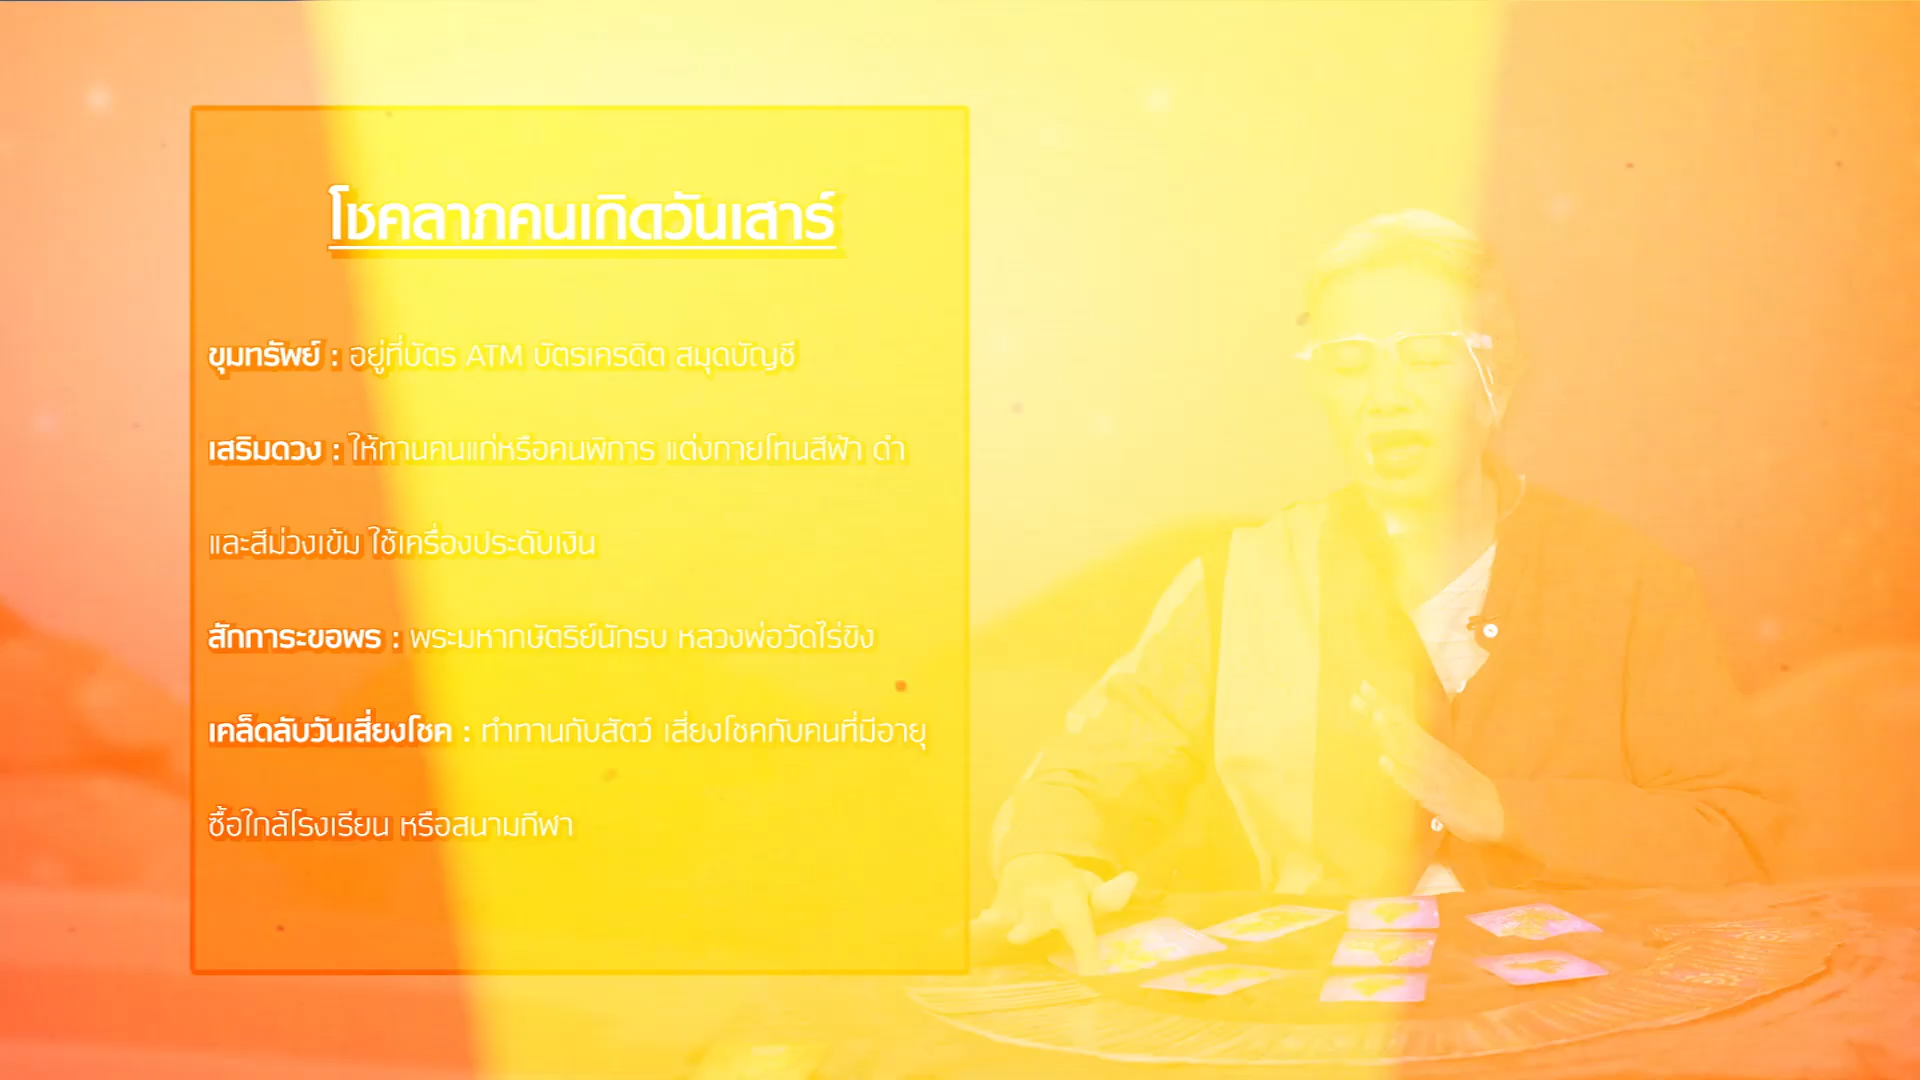 โชคลาภคนเกิดวันเสาร์
ขุมทรัพย์ : อยู่ที่บัตร ATM บัตรเครดิต สมุดบัญชี
เสริมดวง : ให้ทานคนแก่หรือคนพิการ แต่งกายโทนสีฟ้า ดำ
และสีม่วงเข้ม ใช้เครื่องประดับเงิน
สักการะขอพร : พระมหากษัตริย์นักรบ หลวงพ่อวัดไร่ขิง
เคล็ดลับวันเสี่ยงโชค : ทำทานกับสัตว์ เสี่ยงโชคกับคนที่มีอายุ
ซื้อใกล้โรงเรียน หรือสนามกีฬา